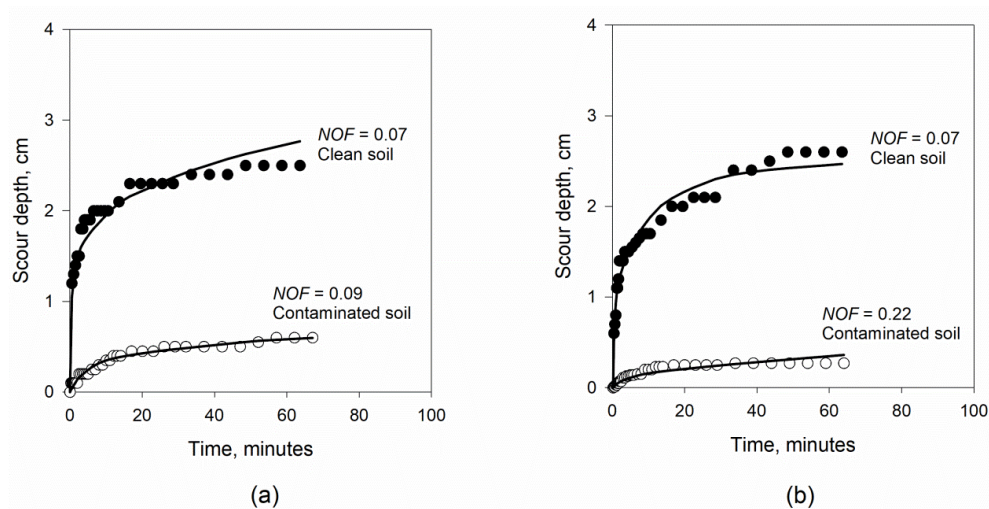 4
3
2
1
0
Scour depth, cm
NOF = 0.07
Clean soil
NOF = 0.09
Contaminated soil
0 20 40 60 80 100
Time, minutes
(a)
4
3
2
1
0
Scour depth, cm
NOF = 0.07
Clean soil
NOF = 0.22
Contaminated soil
0 20 40 60 80 100
Time, minutes
(b)